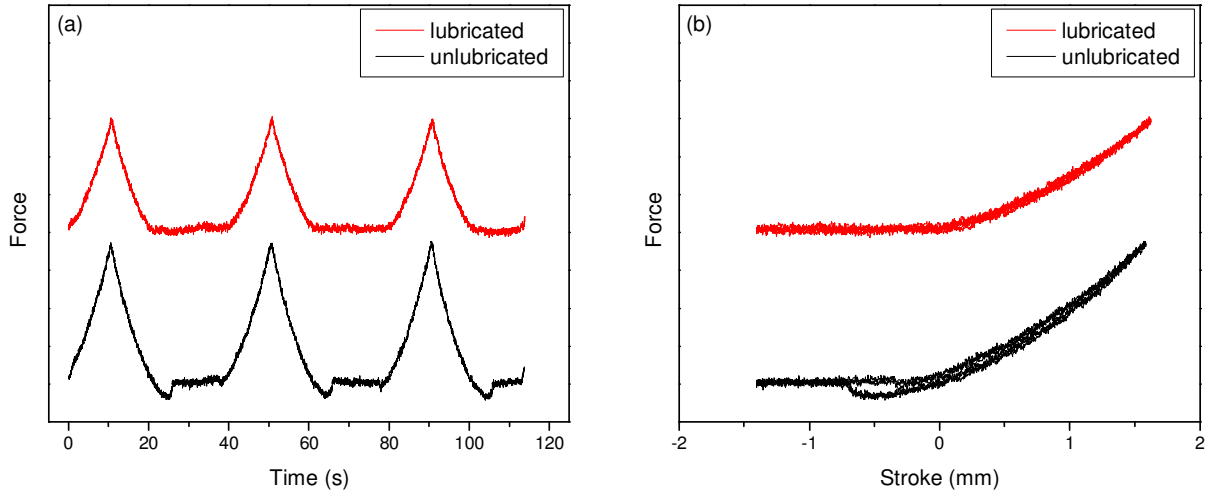 (a)
lubricated
unlubricated
Force
0 20 40 60 80 100 120
Time (s)
(b)
lubricated
unlubricated
Force
-2 -1 0 1 2
Stroke (mm)